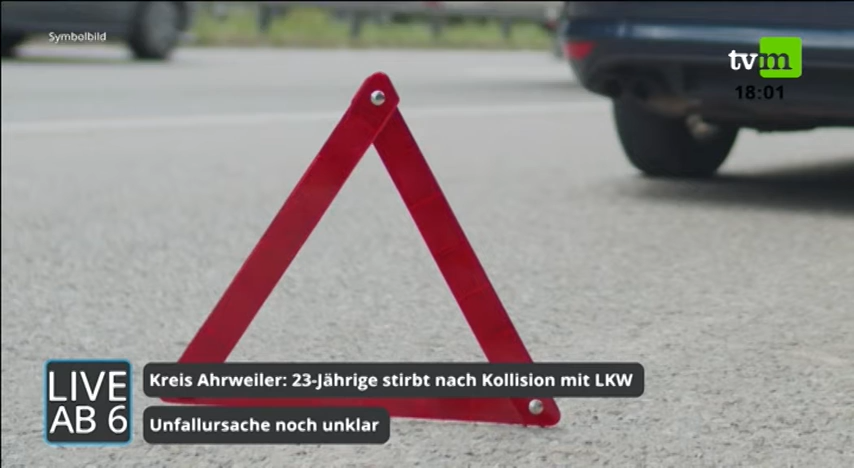 Symbolbild
tvm
18:01
LIVE
AB 6
Kreis Ahrweiler: 23-Jährige stirbt nach Kollision mit LKW
Unfallursache noch unklar